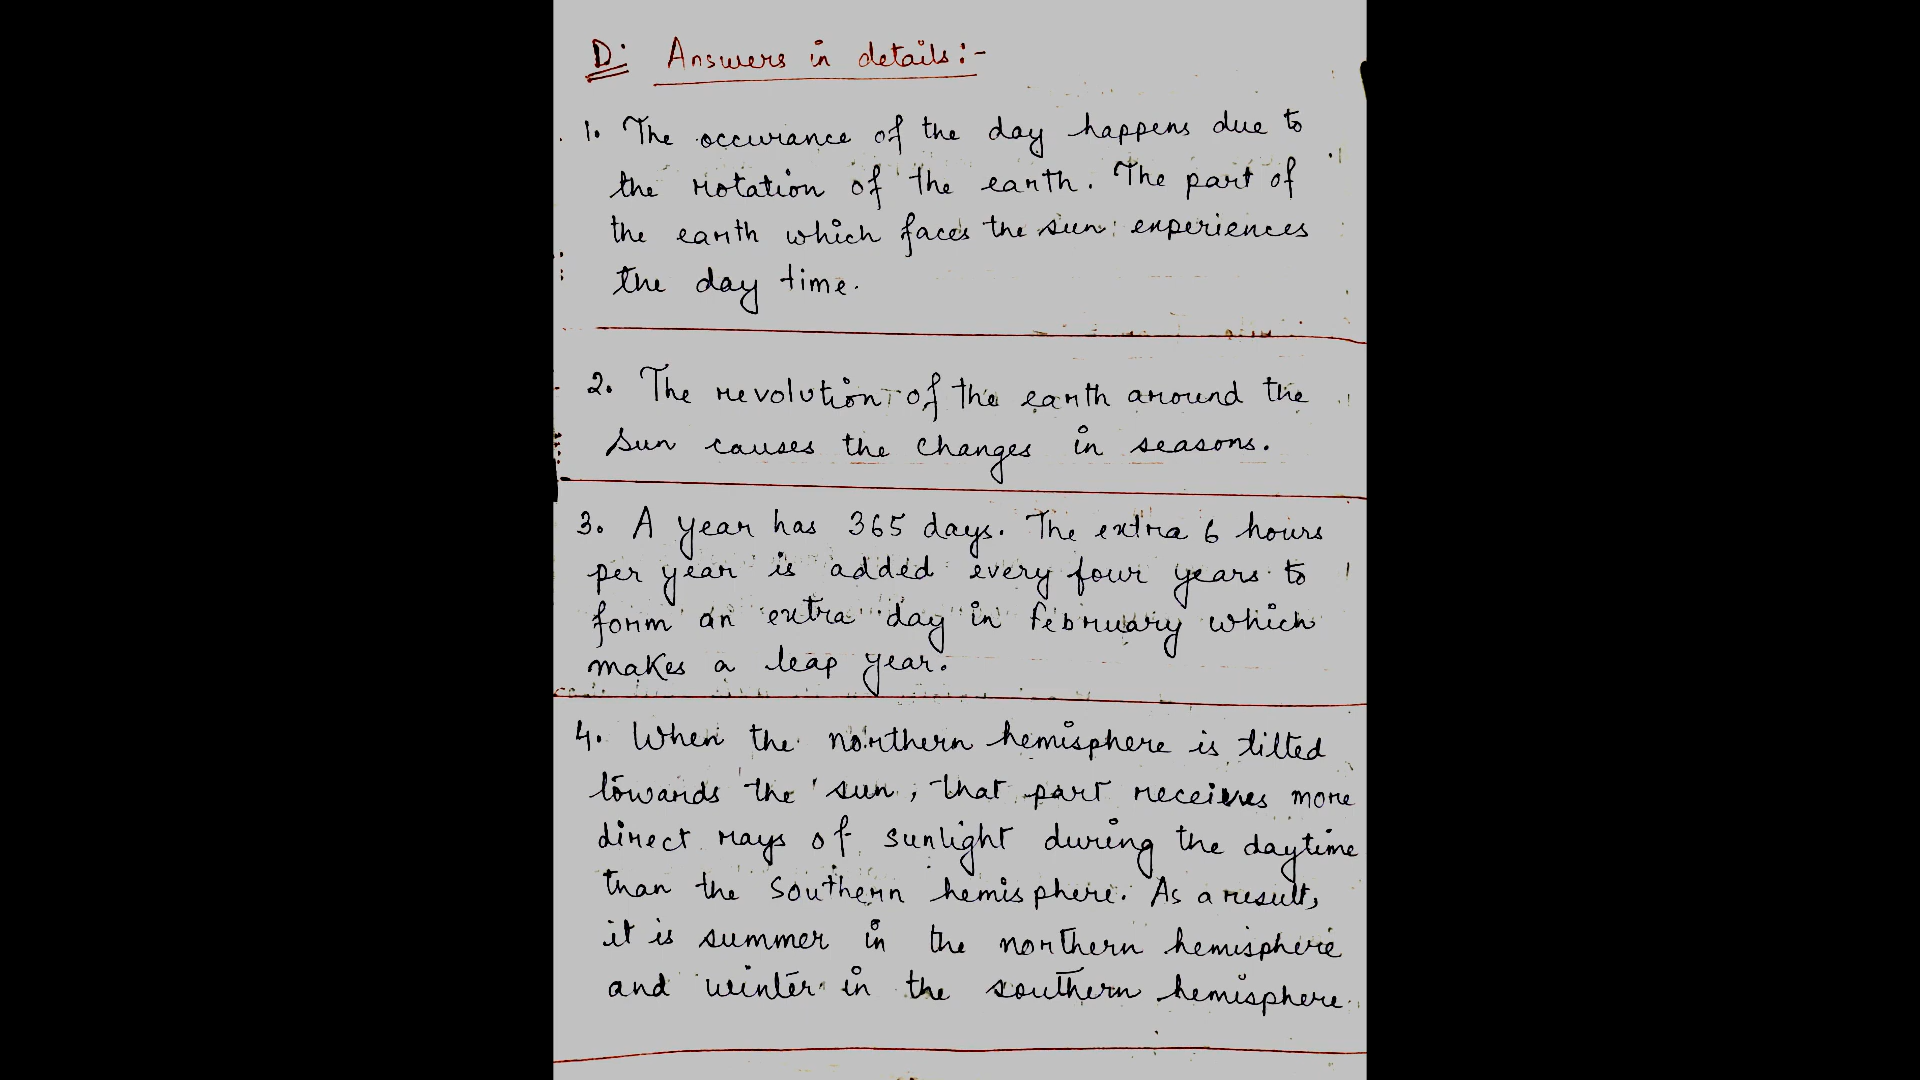 D. Answers in details:-
1. The occurance of the day happens due to
the rotation of the earth. The part of
the earth which faces the sun experiences
the day time.
2. The revolution of the earth around the
Sun causes the changes in seasons.
3. A year has 365 days. The extra 6 hours
per year is added every four years to
form an extra day in february which
makes a leap year.
4. When the northern hemisphere is tilted
towards the sun, that part receives more
direct rays of sunlight during the daytime
than the Southern hemisphere. As a result,
it is summer in the northern hemisphere
and winter in the southern hemisphere.